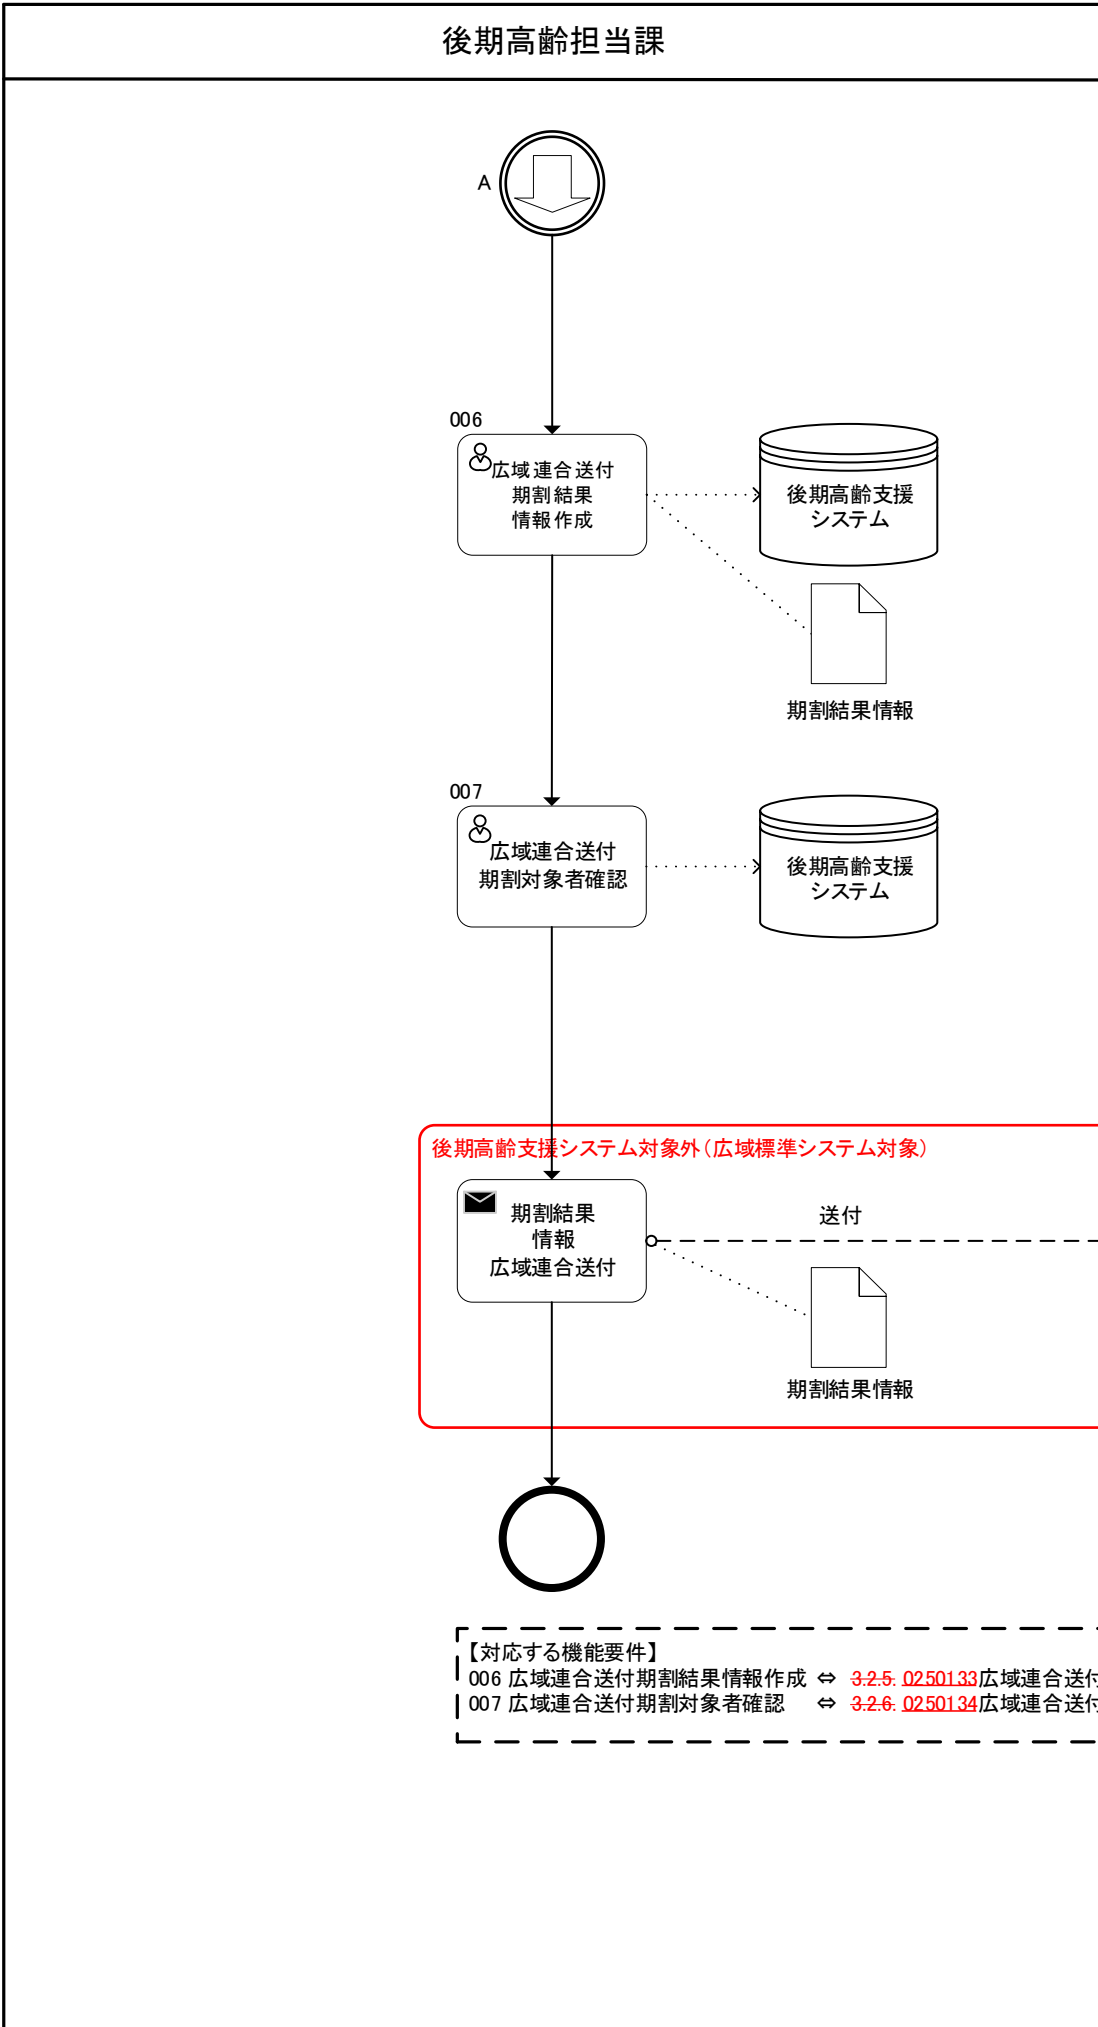 後期高齢担当課
A
006
広域連合送付
期割結果
情報作成
後期高齢支援
システム
期割結果情報
007
広域連合送付
期割対象者確認
後期高齢支援
システム
後期高齢支援システム対象外（広域標準システム対象）
期割結果
情報
広域連合送付
送付
期割結果情報
【対応する機能要件】
006 広域連合送付期割結果情報作成 ⇔ 3.2.5. 0250133広域連合送付
007 広域連合送付期割対象者確認 ⇔ 3.2.6. 0250134広域連合送付